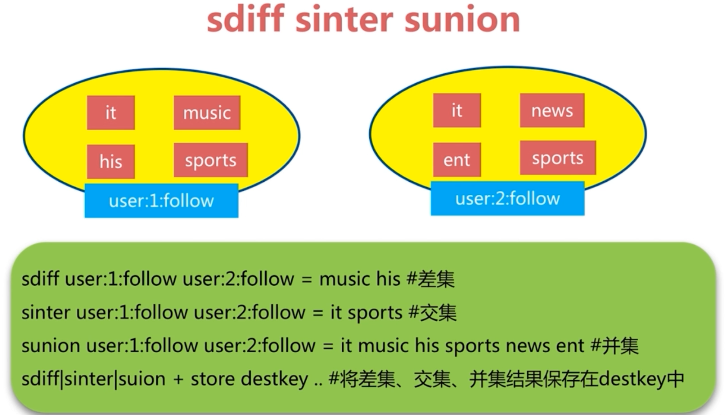 sdiff sinter sunion
it music
his sports
user:1:follow
it news
ent sports
user:2:follow
sdiff user:1:follow user:2:follow = music his #差集
sinter user:1:follow user:2:follow = it sports #交集
sunion user:1:follow user:2:follow = it music his sports news ent #并集
sdiff|sinter|suion + store destkey .. #将差集、交集、并集结果保存在destkey中